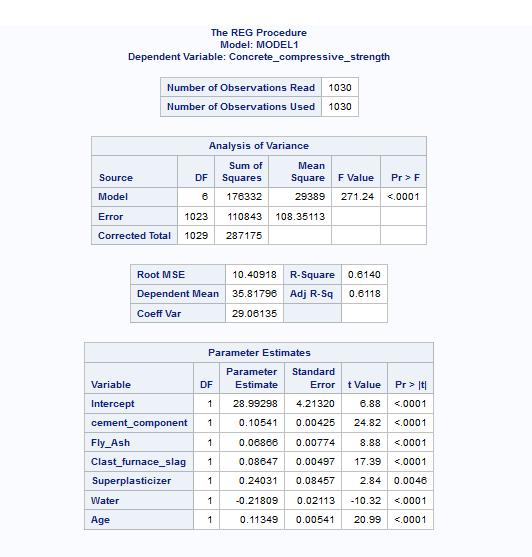 The REG Procedure
Model: MODEL1
Dependent Variable: Concrete_compressive_strength
Number of Observations Read 1030
Number of Observations Used 1030
Analysis of Variance
Source DF Sum of Squares Mean Square F Value Pr > F
Model 6 176332 29389 271.24 <.0001
Error 1023 110843 108.35113
Corrected Total 1029 287175
Root MSE 10.40918 R-Square 0.6140
Dependent Mean 35.81796 Adj R-Sq 0.6118
Coeff Var 29.06135
Parameter Estimates
Variable DF Parameter Estimate Standard Error t Value Pr > |t|
Intercept 1 28.99298 4.21320 6.88 <.0001
cement_component 1 0.10541 0.00425 24.82 <.0001
Fly_Ash 1 0.06866 0.00774 8.88 <.0001
Clast_furnace_slag 1 0.08647 0.00497 17.39 <.0001
Superplasticizer 1 0.24031 0.08457 2.84 0.0046
Water 1 -0.21809 0.02113 -10.32 <.0001
Age 1 0.11349 0.00541 20.99 <.0001